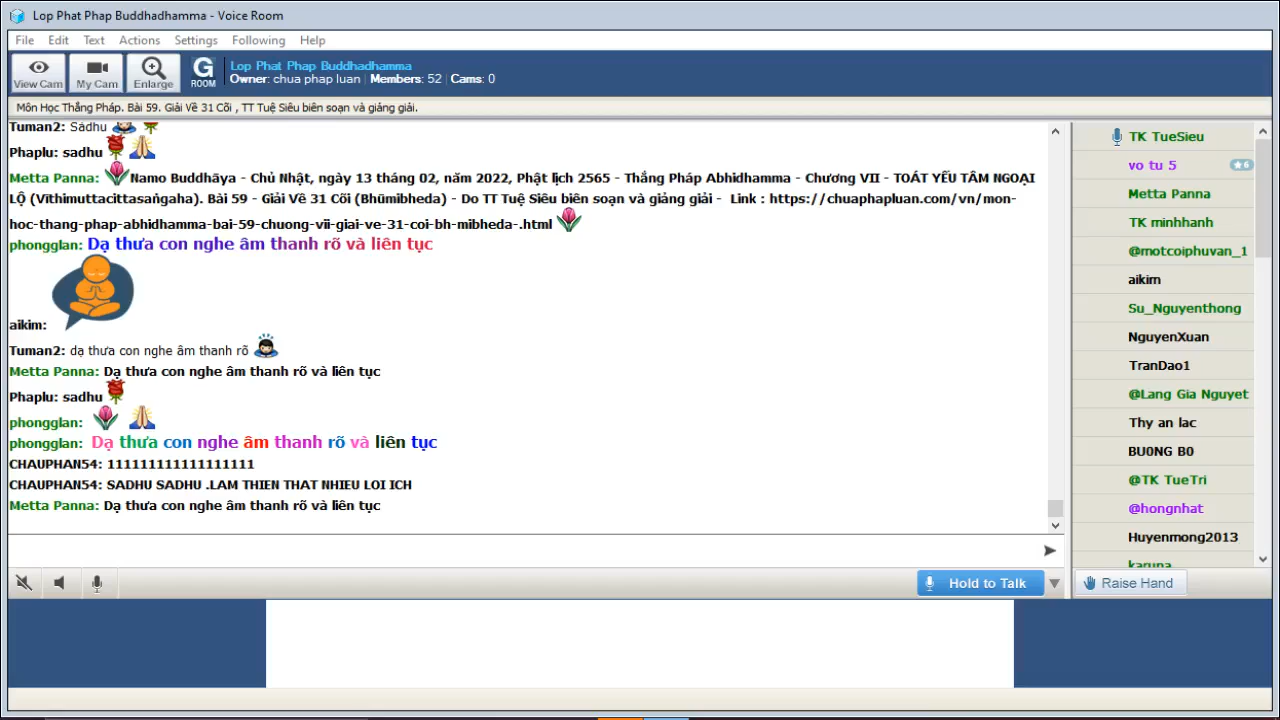 Lop Phat Phap Buddhadhamma - Voice Room
File Edit Text Actions Settings Following Help
View Cam My Cam Enlarge G ROOM
Lop Phat Phap Buddhadhamma
Owner: chua phap luan Members: 52 Cams: 0
Môn Học Thắng Pháp. Bài 59. Giải Về 31 Cõi , TT Tuệ Siêu biên soạn và giảng giải.
Tuman2: Sádhu
Phaplu: sadhu
Metta Panna: Namo Buddhāya - Chủ Nhật, ngày 13 tháng 02, năm 2022, Phật lịch 2565 - Thắng Pháp Abhidhamma - Chương VII - TOÁT YẾU TÂM NGOẠI
LỘ (Vīthimuttacittasaṅgaha). Bài 59 - Giải Về 31 Cõi (Bhūmibheda) - Do TT Tuệ Siêu biên soạn và giảng giải - Link : https://chuaphapluan.com/vn/mon-
hoc-thang-phap-abhidhamma-bai-59-chuong-vii-giai-ve-31-coi-bh-mibheda-.html
phongglan: Dạ thưa con nghe âm thanh rõ và liên tục
aikim:
Tuman2: dạ thưa con nghe âm thanh rõ
Metta Panna: Dạ thưa con nghe âm thanh rõ và liên tục
Phaplu: sadhu
phongglan:
phongglan: Dạ thưa con nghe âm thanh rõ và liên tục
CHAUPHAN54: 111111111111111111
CHAUPHAN54: SADHU SADHU .LAM THIEN THAT NHIEU LOI ICH
Metta Panna: Dạ thưa con nghe âm thanh rõ và liên tục
Hold to Talk
TK TueSieu
vo tu 5
6
Metta Panna
TK minhhanh
@motcoiphuvan_1
aikim
Su_Nguyenthong
NguyenXuan
TranDao1
@Lang Gia Nguyet
Thy an lac
BU0NG B0
@TK TueTri
@hongnhat
Huyenmong2013
karuna
Raise Hand